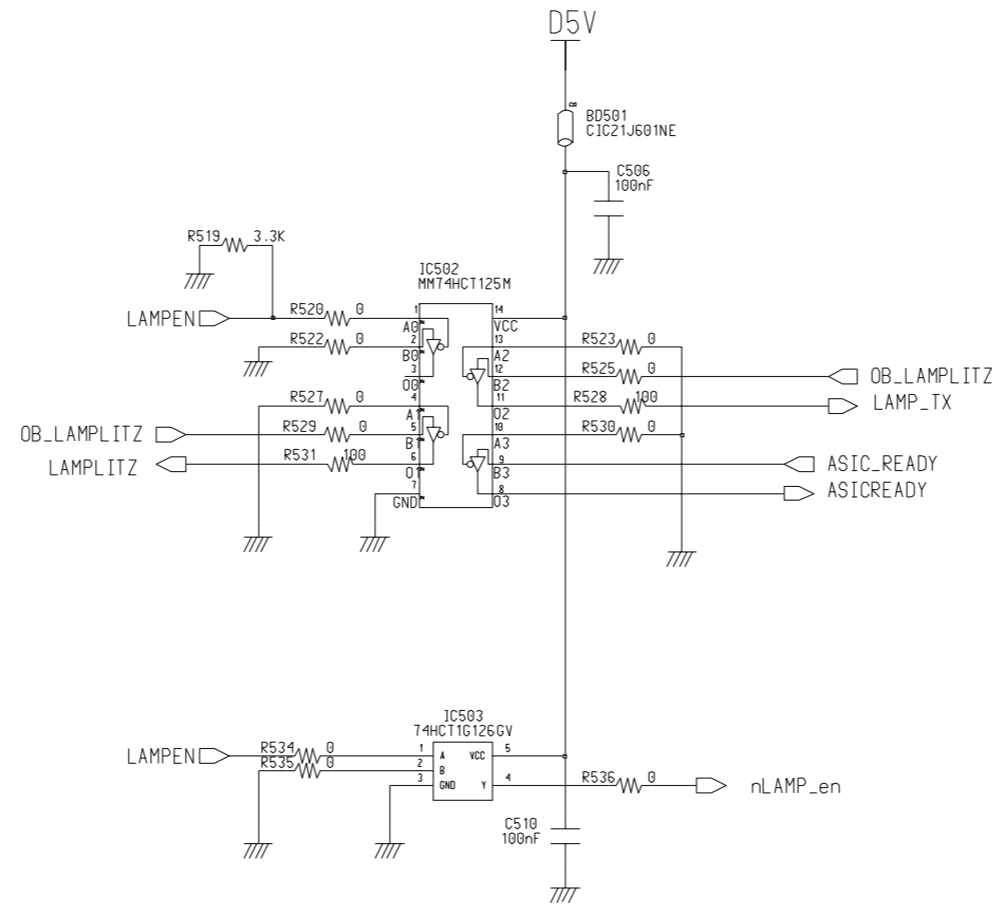 D5V
8
BD501
CIC21J601NE
C506
100nF
R519 3.3K
IC502
MM74HCT125M
LAMPEN R520 0 1 14
A0 VCC
R522 0 2 13 R523 0
B0 A2
3 12 R525 0 OB_LAMPLITZ
O0 B2
R527 0 4 11 R528 100 LAMP_TX
A1 O2
OB_LAMPLITZ R529 0 5 10 R530 0
B1 A3
LAMPLITZ R531 100 6 9 ASIC_READY
O1 B3
7 8 ASICREADY
GND O3
IC503
74HCT1G126GV
LAMPEN R534 0 1 A VCC 5
R535 0 2 B
3 GND Y 4 R536 0 nLAMP_en
C510
100nF